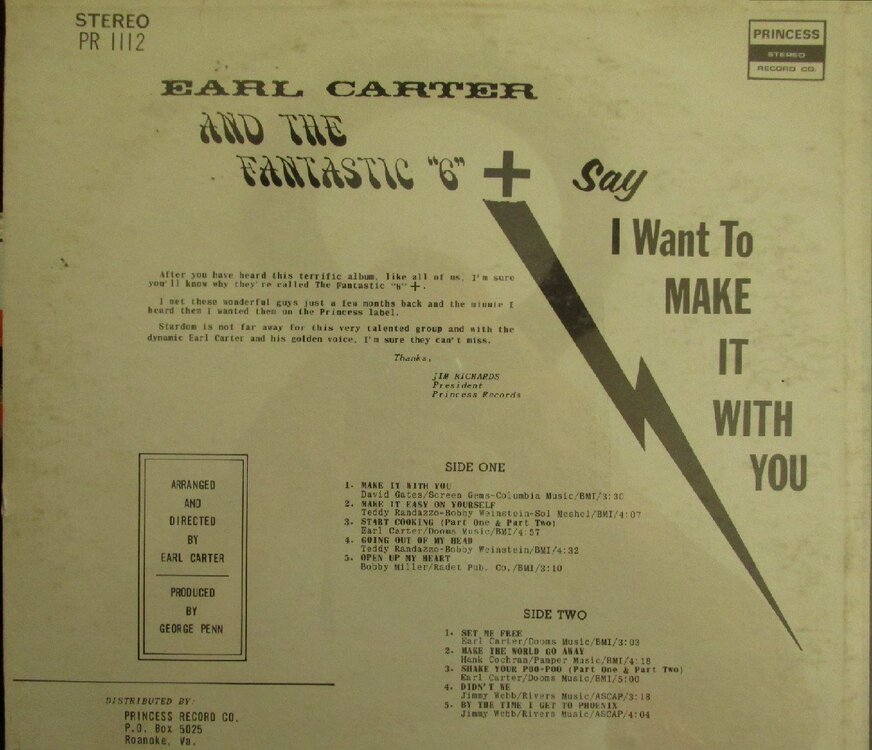 STEREO
PR 1112
PRINCESS
STEREO
RECORD CO.
EARL CARTER
AND THE
FANTASTIC "6" +
Say
I Want To
MAKE
IT
WITH
YOU
After you have heard this terrific album, like all of us, I'm sure
you'll know why they're called The Fantastic "6" +.
I met these wonderful guys just a few months back and the minute I
heard them I wanted them on the Princess label.
Stardom is not far away for this very talented group and with the
dynamic Earl Carter and his golden voice, I'm sure they can't miss.
Thanks,
JIM RICHARDS
President
Princess Records
ARRANGED
AND
DIRECTED
BY
EARL CARTER
PRODUCED
BY
GEORGE PENN
SIDE ONE
1. MAKE IT WITH YOU
David Gates/Screen Gems-Columbia Music/BMI/3:30
2. MAKE IT EASY ON YOURSELF
Teddy Randazzo-Bobby Weinstein-Sol Meshel/BMI/4:07
3. START COOKING (Part One & Part Two)
Earl Carter/Dooms Music/BMI/4:57
4. GOING OUT OF MY HEAD
Teddy Randazzo-Bobby Weinstein/BMI/4:32
5. OPEN UP MY HEART
Bobby Miller/Radet Pub. Co./BMI/3:10
SIDE TWO
1. SET ME FREE
Earl Carter/Dooms Music/BMI/3:03
2. MAKE THE WORLD GO AWAY
Hank Cochran/Pamper Music/BMI/4:18
3. SHAKE YOUR POO-POO (Part One & Part Two)
Earl Carter/Dooms Music/BMI/5:00
4. DIDN'T WE
Jimmy Webb/Rivers Music/ASCAP/3:18
5. BY THE TIME I GET TO PHOENIX
Jimmy Webb/Rivers Music/ASCAP/4:04
DISTRIBUTED BY:
PRINCESS RECORD CO.
P.O. Box 5025
Roanoke, Va.